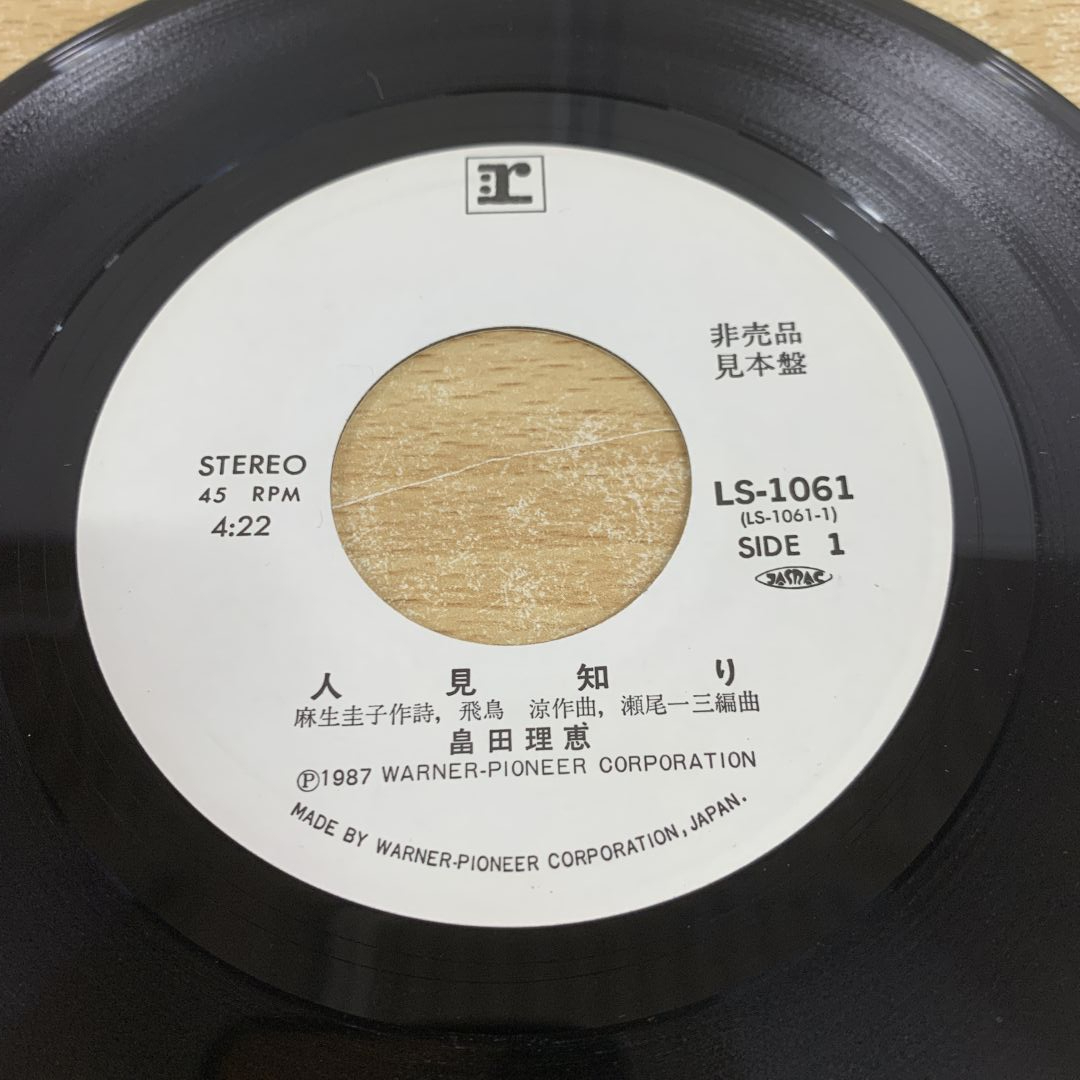 r
非売品
見本盤
STEREO
45 RPM
4:22
LS-1061
(LS-1061-1)
SIDE 1
JASRAC
人見知り
麻生圭子作詩, 飛鳥 涼作曲, 瀬尾一三編曲
畠田理恵
Ⓟ1987 WARNER-PIONEER CORPORATION
MADE BY WARNER-PIONEER CORPORATION, JAPAN.